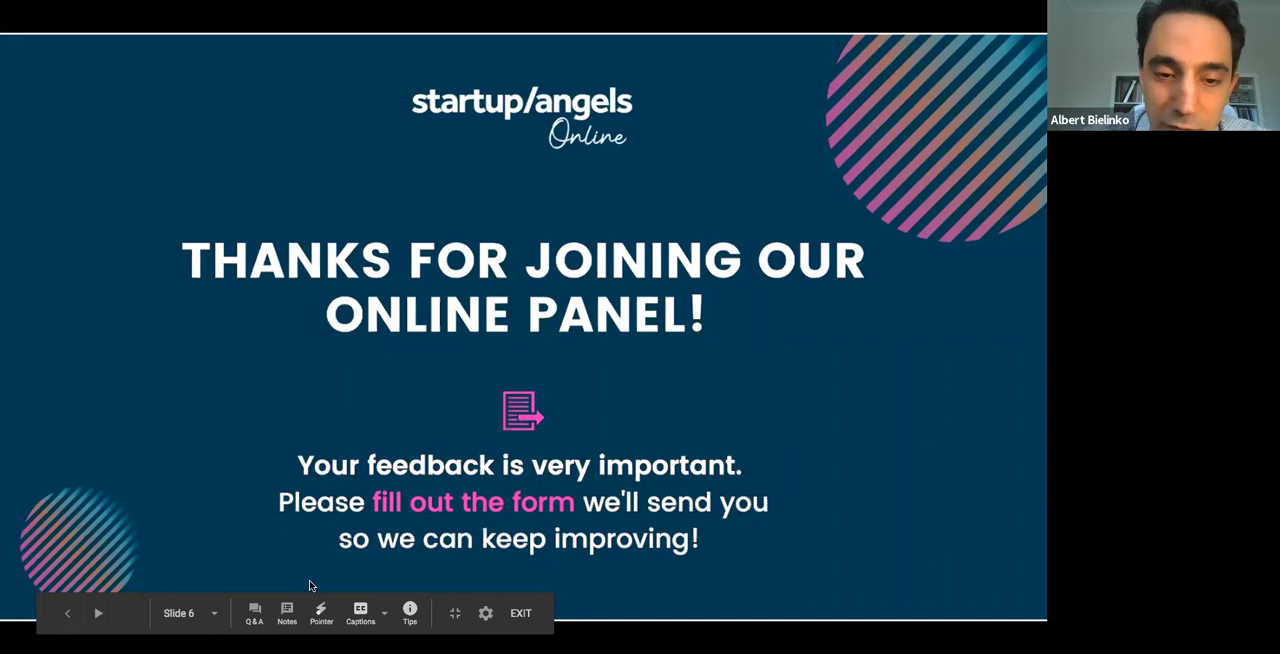 startup/angels
Online
Albert Bielinko
THANKS FOR JOINING OUR
ONLINE PANEL!
Your feedback is very important.
Please fill out the form we'll send you
so we can keep improving!
Slide 6
Q & A
Notes
Pointer
CC
Captions
Tips
EXIT